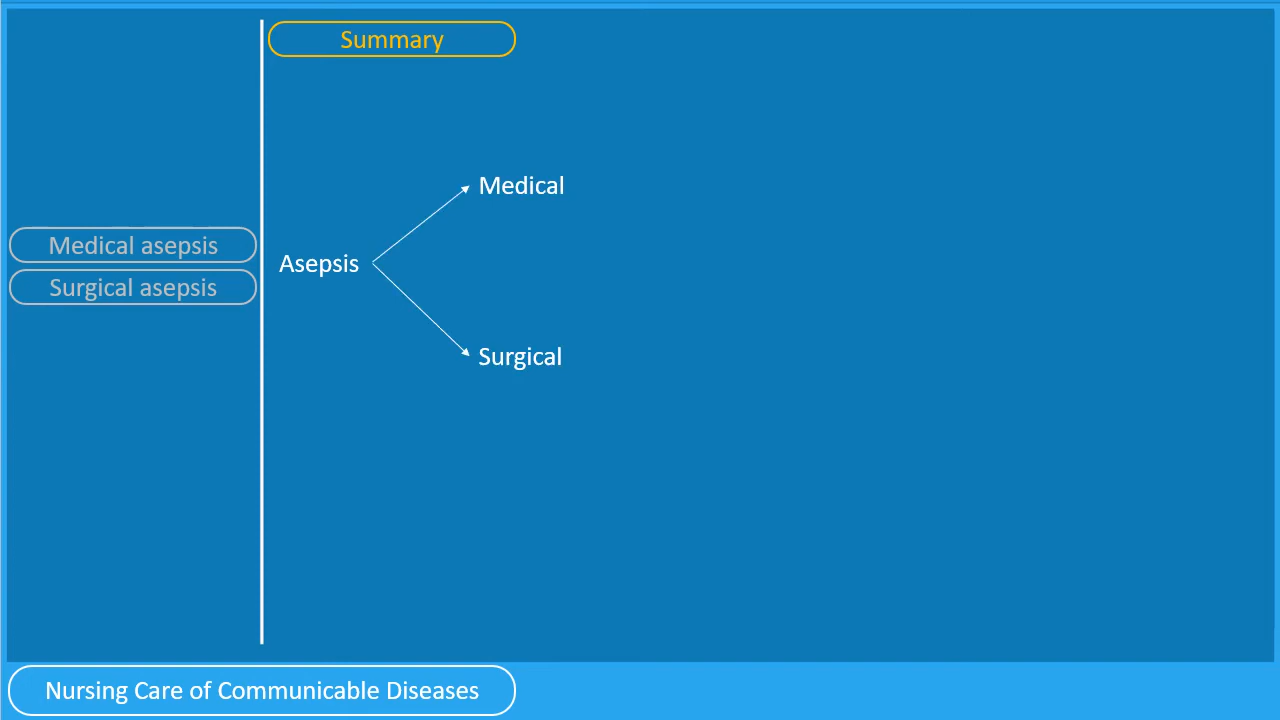 Summary
Medical asepsis
Surgical asepsis
Asepsis
Medical
Surgical
Nursing Care of Communicable Diseases